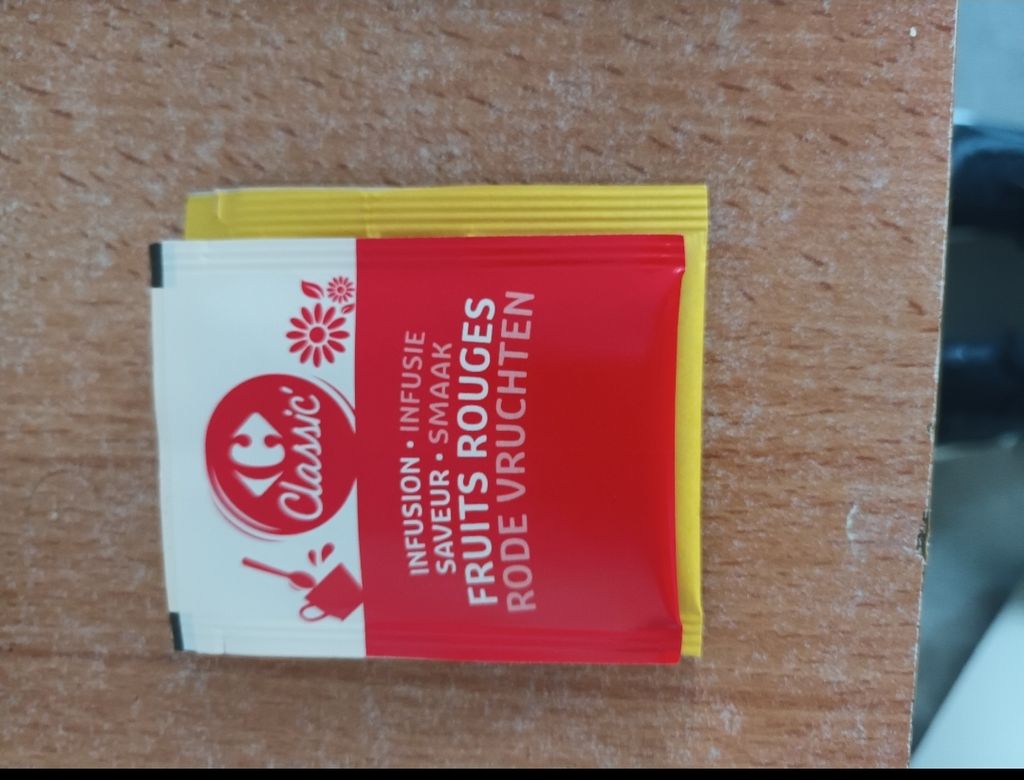 Classic'
INFUSION • INFUSIE
SAVEUR • SMAAK
FRUITS ROUGES
RODE VRUCHTEN